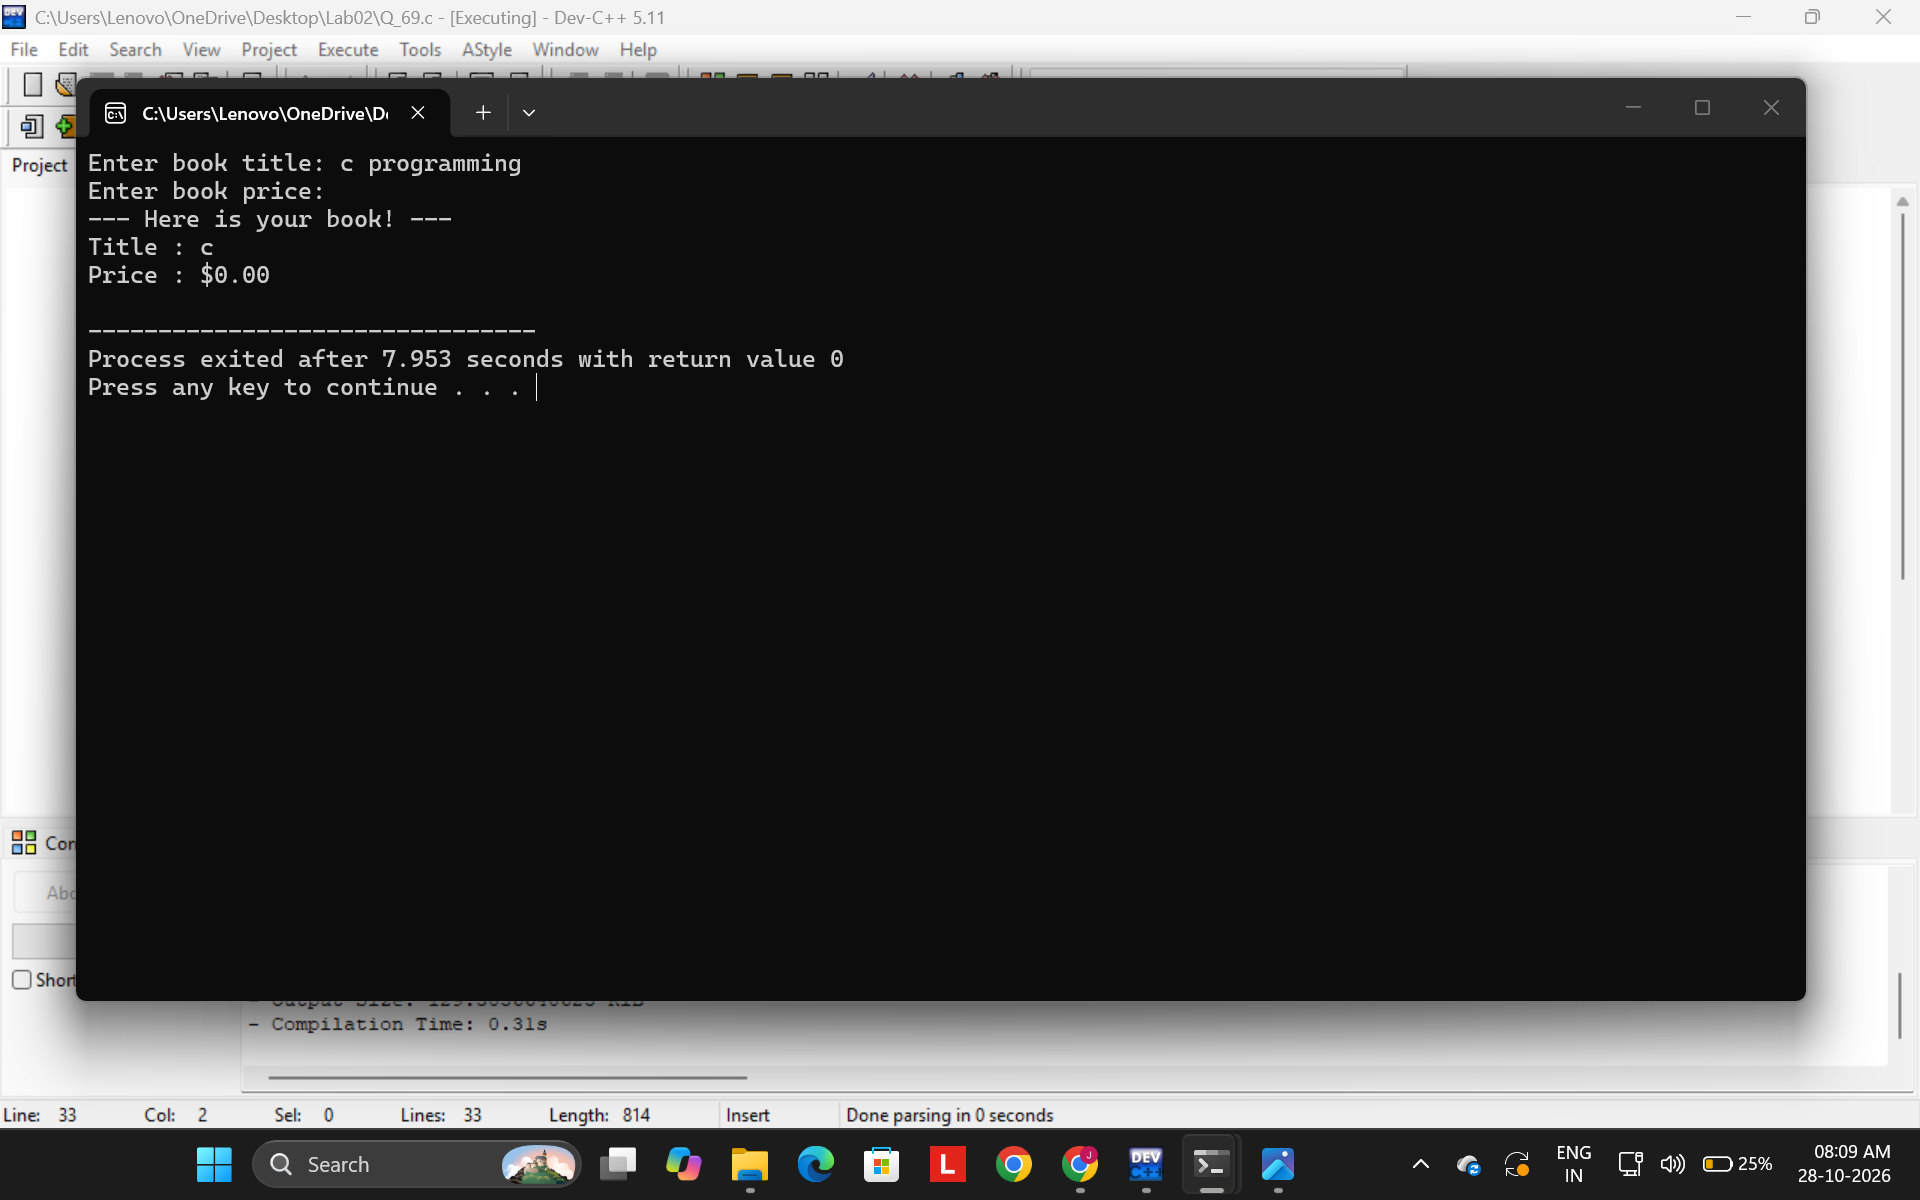 C:\Users\Lenovo\OneDrive\Desktop\Lab02\Q_69.c - [Executing] - Dev-C++ 5.11
File Edit Search View Project Execute Tools AStyle Window Help
C:\Users\Lenovo\OneDrive\D
Project
Enter book title: c programming
Enter book price:
--- Here is your book! ---
Title : c
Price : $0.00
--------------------------------
Process exited after 7.953 seconds with return value 0
Press any key to continue . . .
Com
Abo
Short
- Compilation Time: 0.31s
Line: 33 Col: 2 Sel: 0 Lines: 33 Length: 814 Insert Done parsing in 0 seconds
Search
DEV C++
L
J
ENG
IN
25%
08:09 AM
28-10-2026